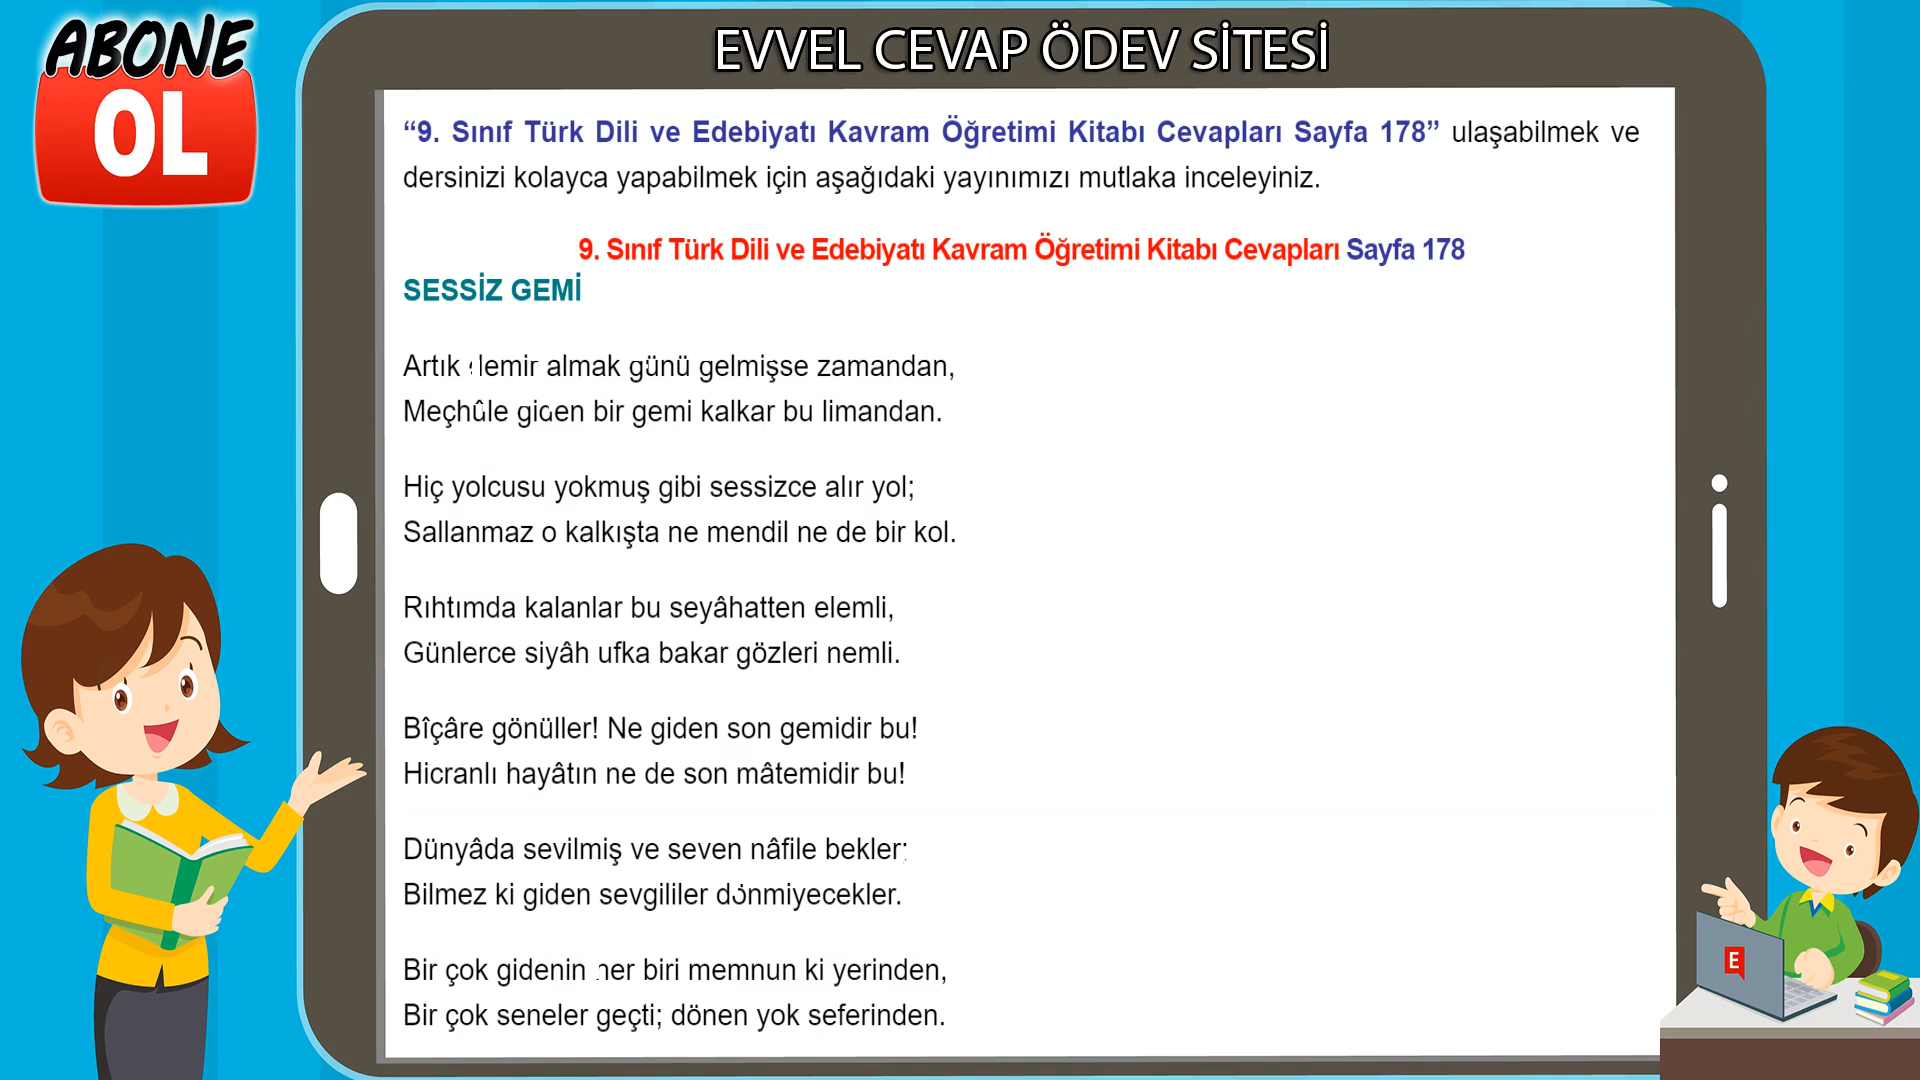 ABONE
OL
EVVEL CEVAP ÖDEV SİTESİ
“9. Sınıf Türk Dili ve Edebiyatı Kavram Öğretimi Kitabı Cevapları Sayfa 178” ulaşabilmek ve
dersinizi kolayca yapabilmek için aşağıdaki yayınımızı mutlaka inceleyiniz.
9. Sınıf Türk Dili ve Edebiyatı Kavram Öğretimi Kitabı Cevapları Sayfa 178
SESSİZ GEMİ
Artık demir almak günü gelmişse zamandan,
Meçhûle giden bir gemi kalkar bu limandan.
Hiç yolcusu yokmuş gibi sessizce alır yol;
Sallanmaz o kalkışta ne mendil ne de bir kol.
Rıhtımda kalanlar bu seyâhatten elemli,
Günlerce siyâh ufka bakar gözleri nemli.
Bîçâre gönüller! Ne giden son gemidir bu!
Hicranlı hayâtın ne de son mâtemidir bu!
Dünyâda sevilmiş ve seven nâfile bekler;
Bilmez ki giden sevgililer dönmiyecekler.
Bir çok gidenin her biri memnun ki yerinden,
Bir çok seneler geçti; dönen yok seferinden.
E